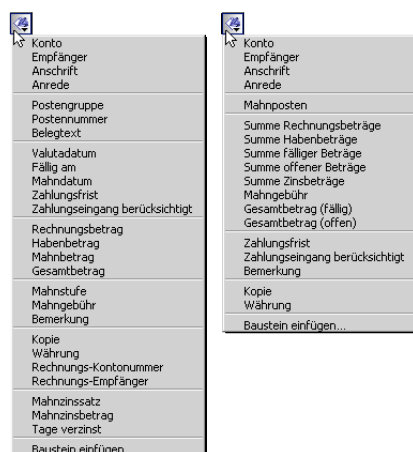 Konto
Empfänger
Anschrift
Anrede
Postengruppe
Postennummer
Belegtext
Valutadatum
Fällig am
Mahndatum
Zahlungsfrist
Zahlungseingang berücksichtigt
Rechnungsbetrag
Habenbetrag
Mahnbetrag
Gesamtbetrag
Mahnstufe
Mahngebühr
Bemerkung
Kopie
Währung
Rechnungs-Kontonummer
Rechnungs-Empfänger
Mahnzinssatz
Mahnzinsbetrag
Tage verzinst
Baustein einfügen
Konto
Empfänger
Anschrift
Anrede
Mahnposten
Summe Rechnungsbeträge
Summe Habenbeträge
Summe fälliger Beträge
Summe offener Beträge
Summe Zinsbeträge
Mahngebühr
Gesamtbetrag (fällig)
Gesamtbetrag (offen)
Zahlungsfrist
Zahlungseingang berücksichtigt
Bemerkung
Kopie
Währung
Baustein einfügen...